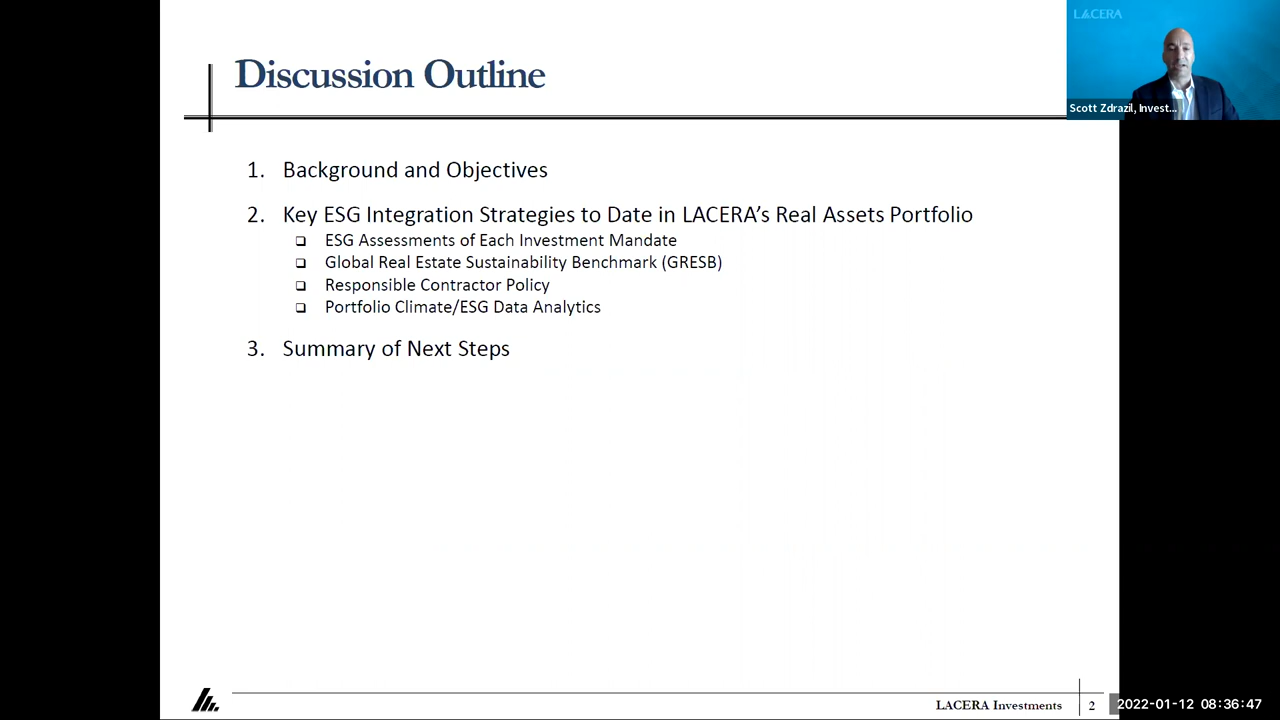 Discussion Outline
LACERA
Scott Zdrazil, Invest...
1. Background and Objectives
2. Key ESG Integration Strategies to Date in LACERA’s Real Assets Portfolio
❑ ESG Assessments of Each Investment Mandate
❑ Global Real Estate Sustainability Benchmark (GRESB)
❑ Responsible Contractor Policy
❑ Portfolio Climate/ESG Data Analytics
3. Summary of Next Steps
LACERA Investments 2
2022-01-12 08:36:47